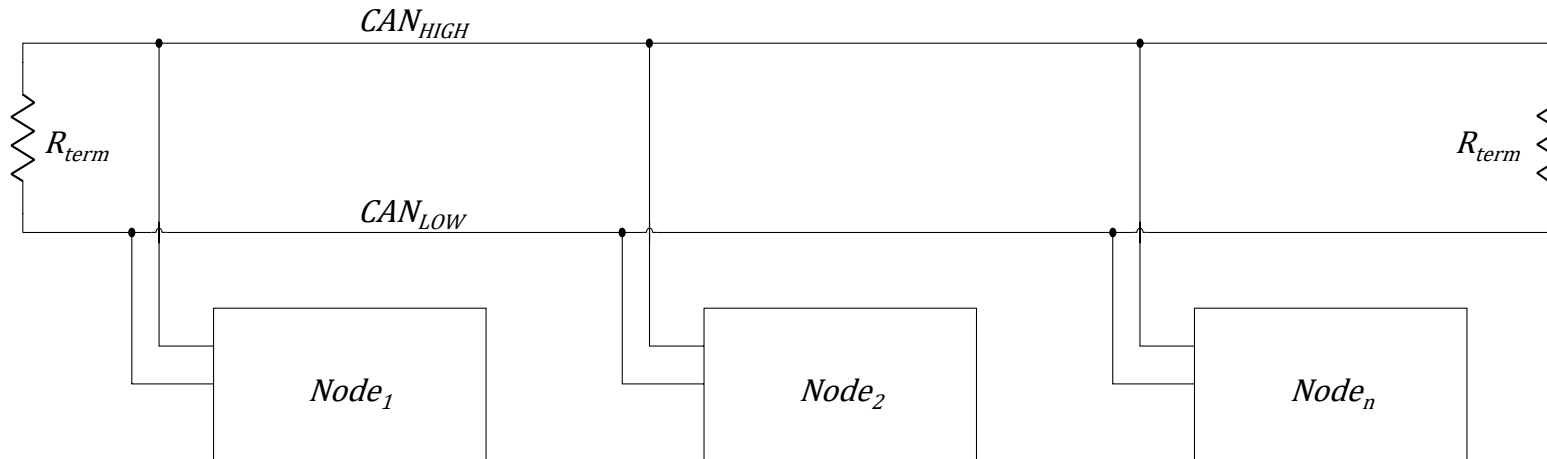 CAN_HIGH
R_term
R_term
CAN_LOW
Node_1
Node_2
Node_n